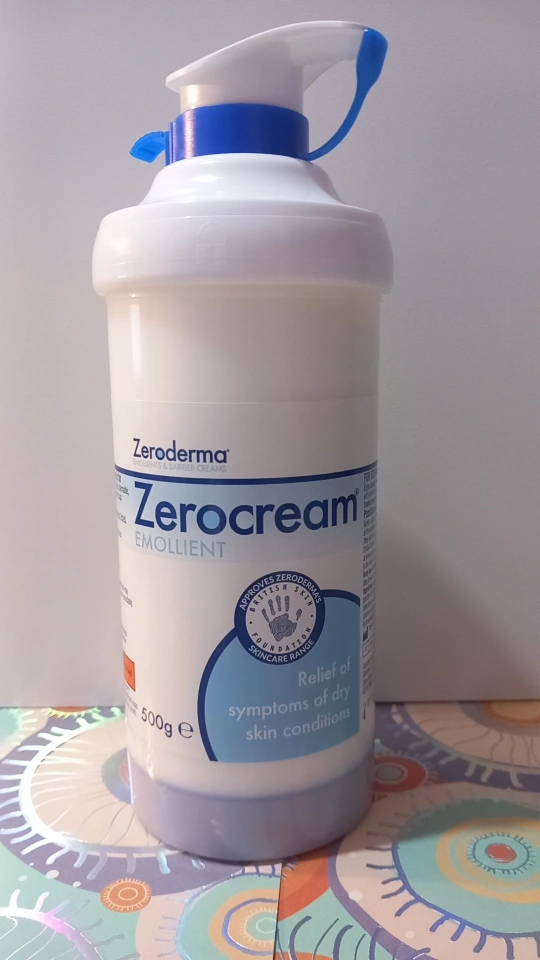 Zeroderma®
EMOLLIENTS & BARRIER CREAMS
Zerocream®
EMOLLIENT
APPROVES ZERODERMA'S
BRITISH SKIN
FOUNDATION
SKINCARE RANGE
Relief of
symptoms of dry
skin conditions
500g ℮